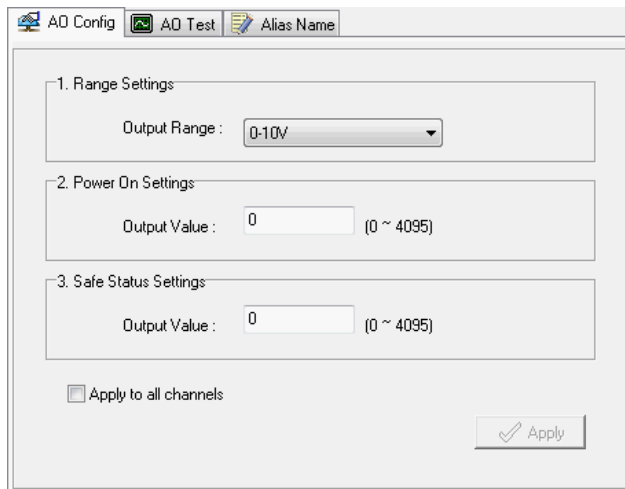 AO Config AO Test Alias Name
1. Range Settings
Output Range : 0-10V
2. Power On Settings
Output Value : 0 (0 ~ 4095)
3. Safe Status Settings
Output Value : 0 (0 ~ 4095)
Apply to all channels
Apply